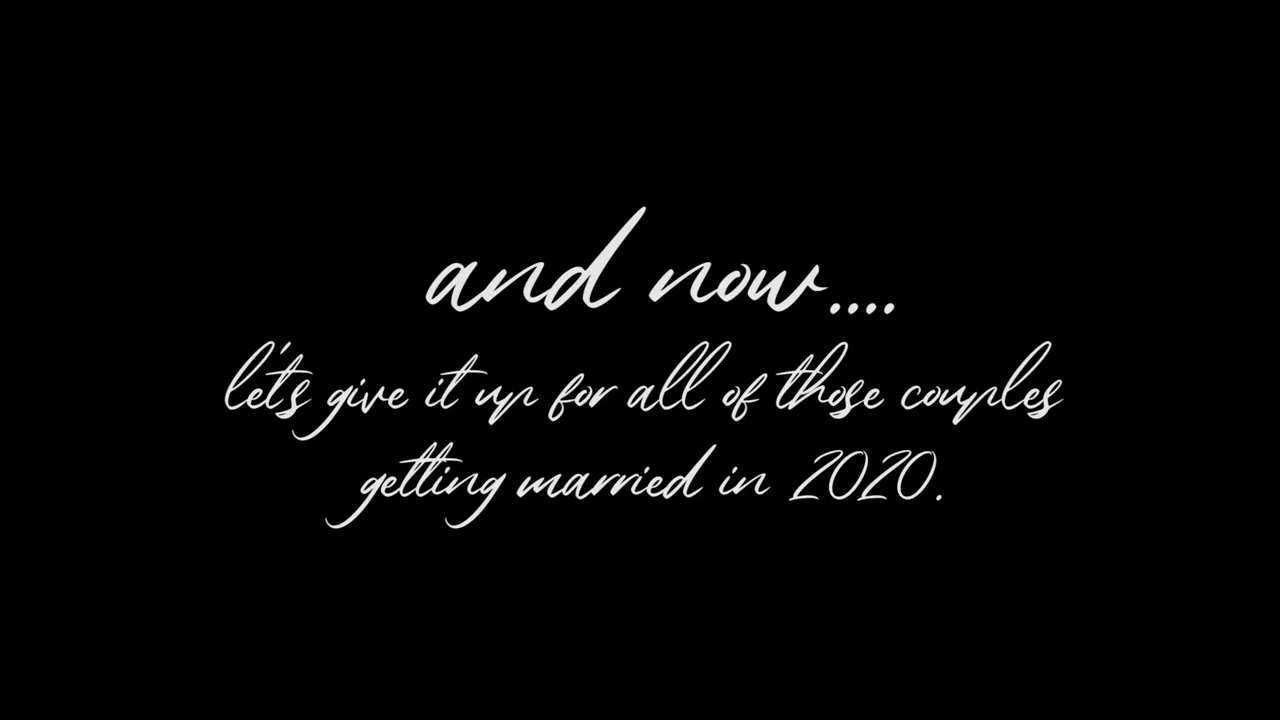 and now....
let's give it up for all of those couples
getting married in 2020.